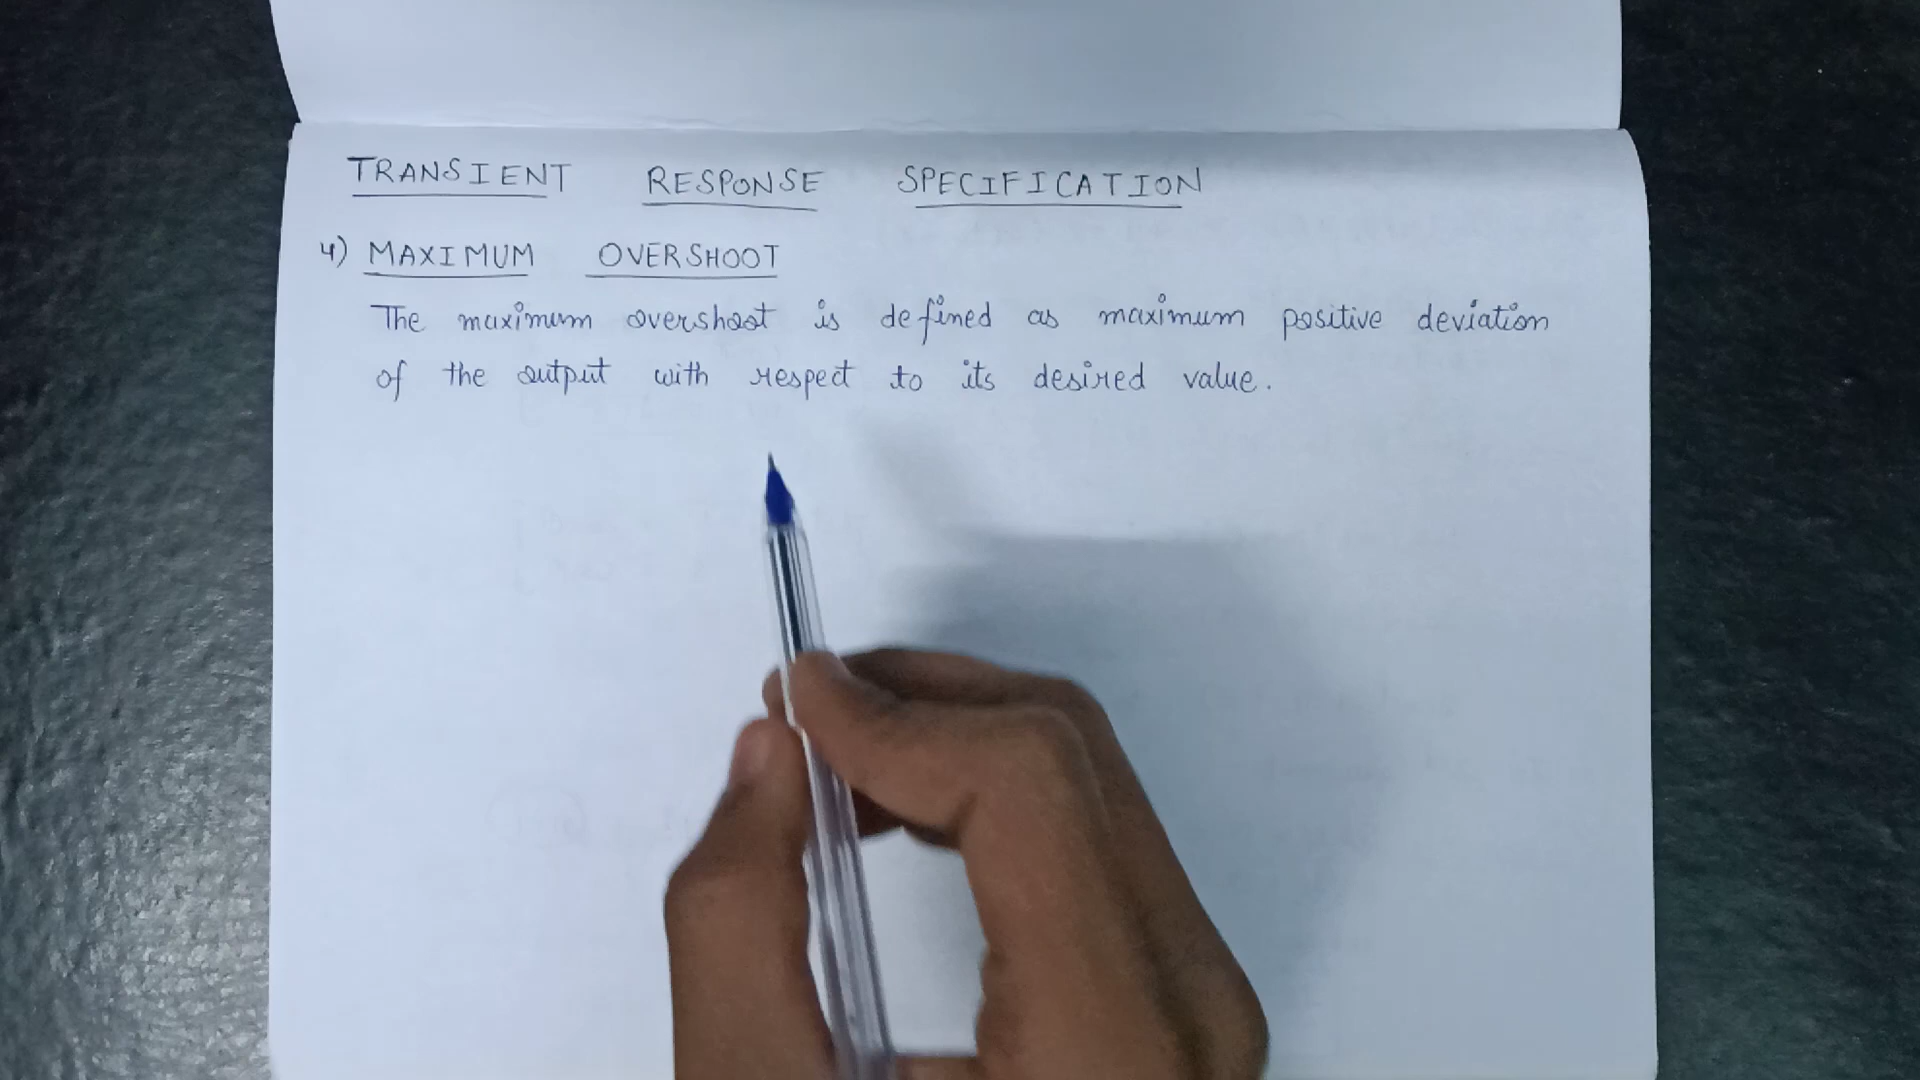 TRANSIENT RESPONSE SPECIFICATION
4) MAXIMUM OVERSHOOT
The maximum overshoot is defined as maximum positive deviation
of the output with respect to its desired value.